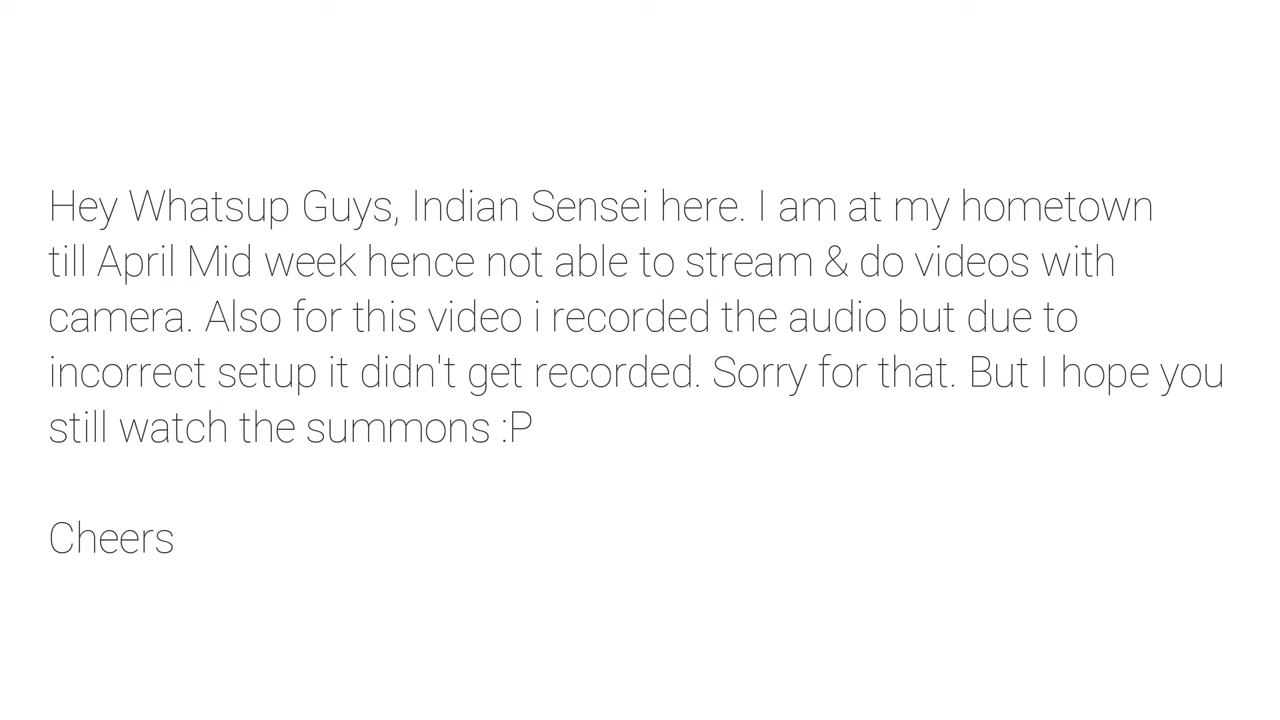 Hey Whatsup Guys, Indian Sensei here. I am at my hometown
till April Mid week hence not able to stream & do videos with
camera. Also for this video i recorded the audio but due to
incorrect setup it didn't get recorded. Sorry for that. But I hope you
still watch the summons :P
Cheers